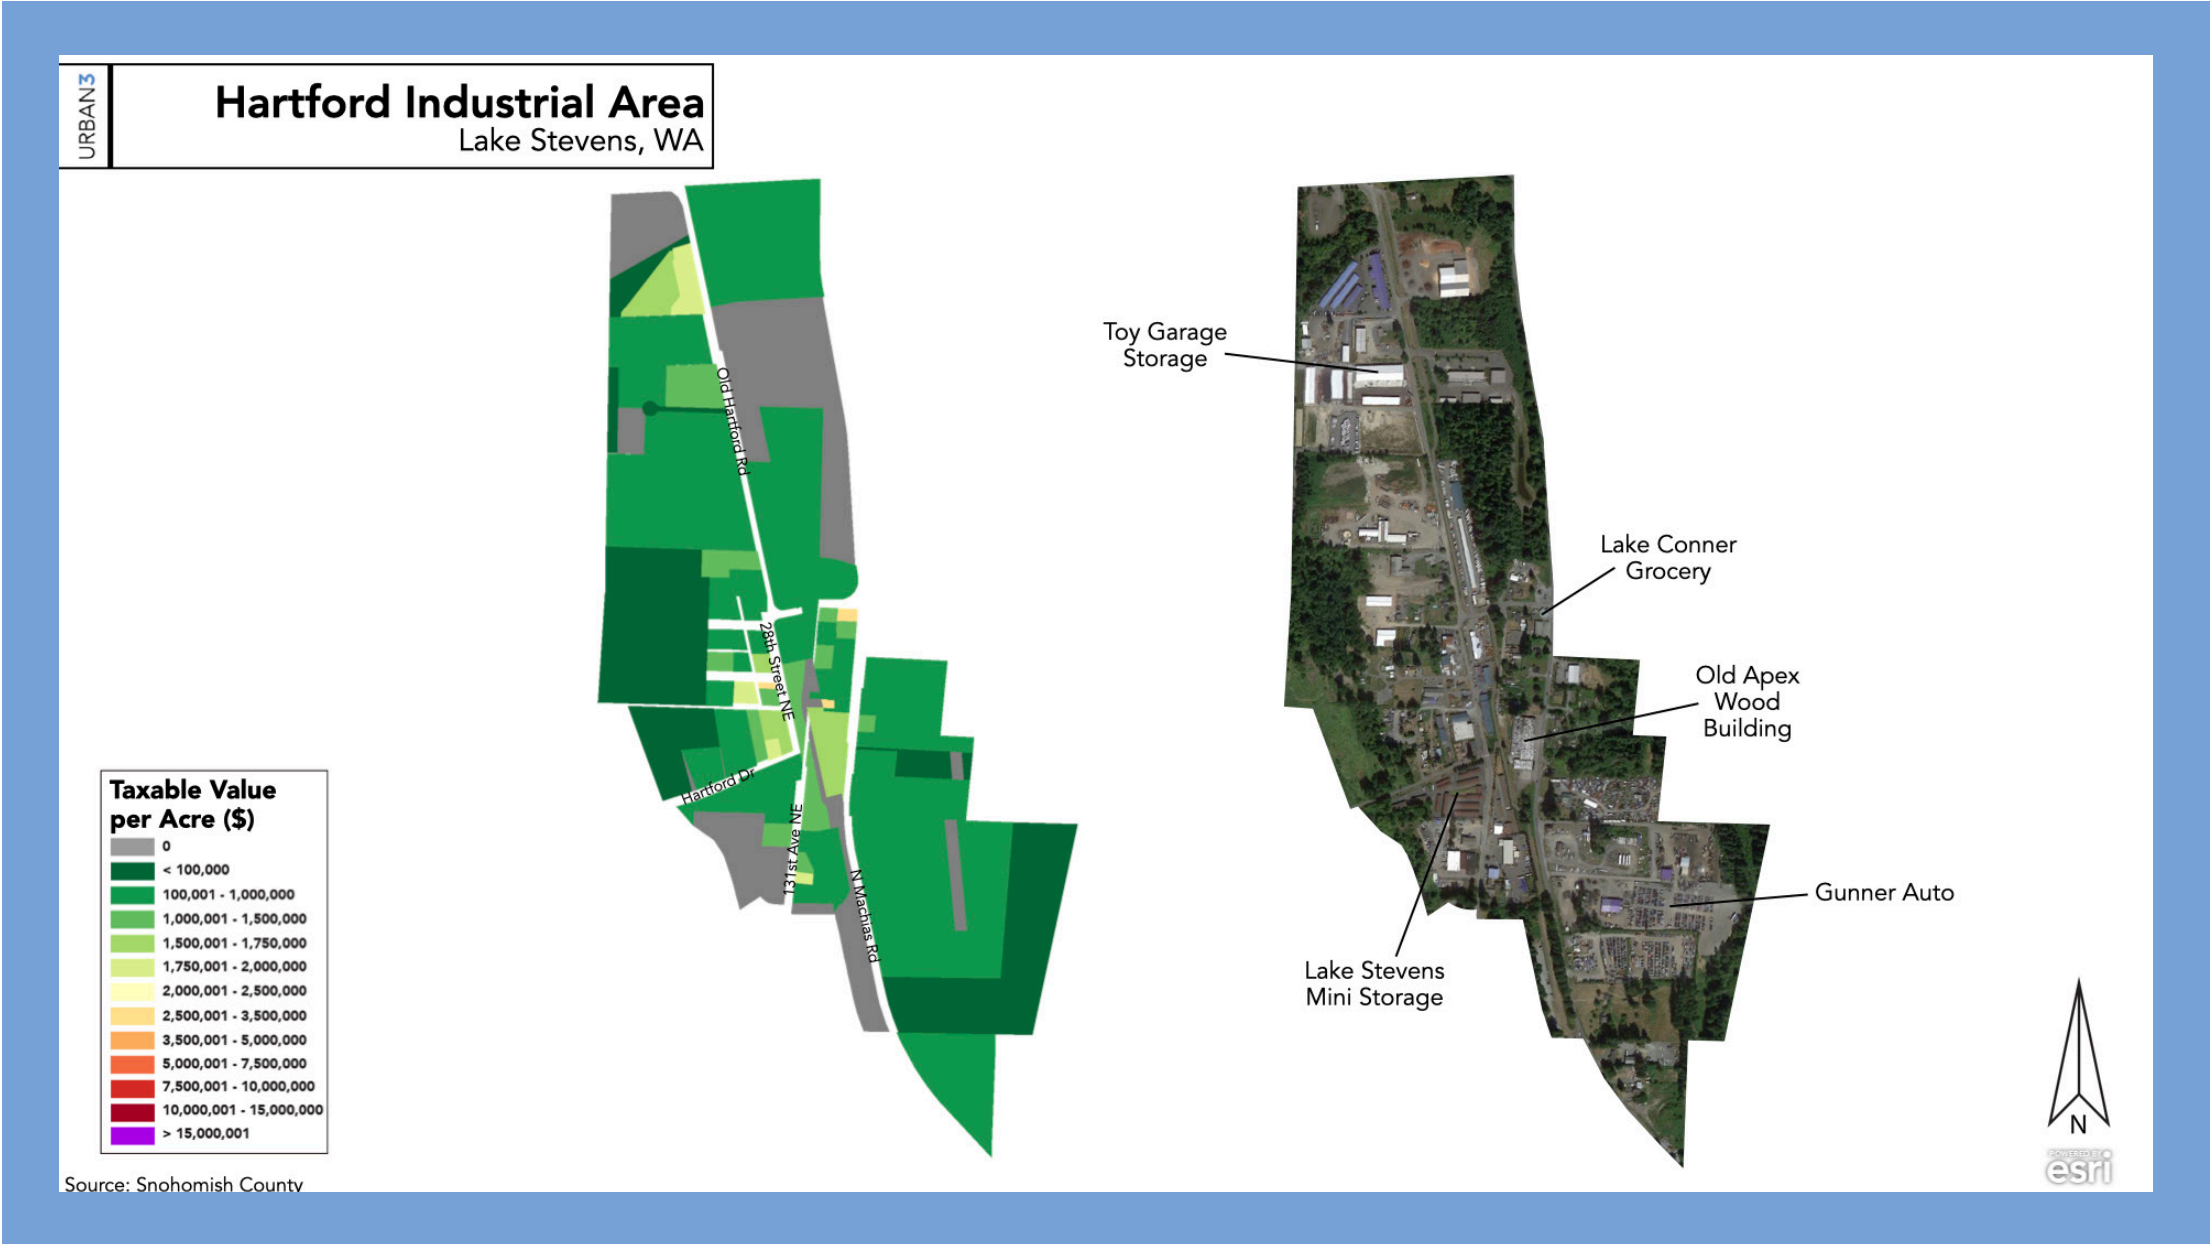 URBAN3
Hartford Industrial Area
Lake Stevens, WA
Old Hartford Rd
28th Street NE
Hartford Dr
131st Ave NE
N Machias Rd
Toy Garage
Storage
Lake Conner
Grocery
Old Apex
Wood
Building
Gunner Auto
Lake Stevens
Mini Storage
Taxable Value
per Acre ($)
0
< 100,000
100,001 - 1,000,000
1,000,001 - 1,500,000
1,500,001 - 1,750,000
1,750,001 - 2,000,000
2,000,001 - 2,500,000
2,500,001 - 3,500,000
3,500,001 - 5,000,000
5,000,001 - 7,500,000
7,500,001 - 10,000,000
10,000,001 - 15,000,000
> 15,000,001
Source: Snohomish County
N
POWERED BY
esri